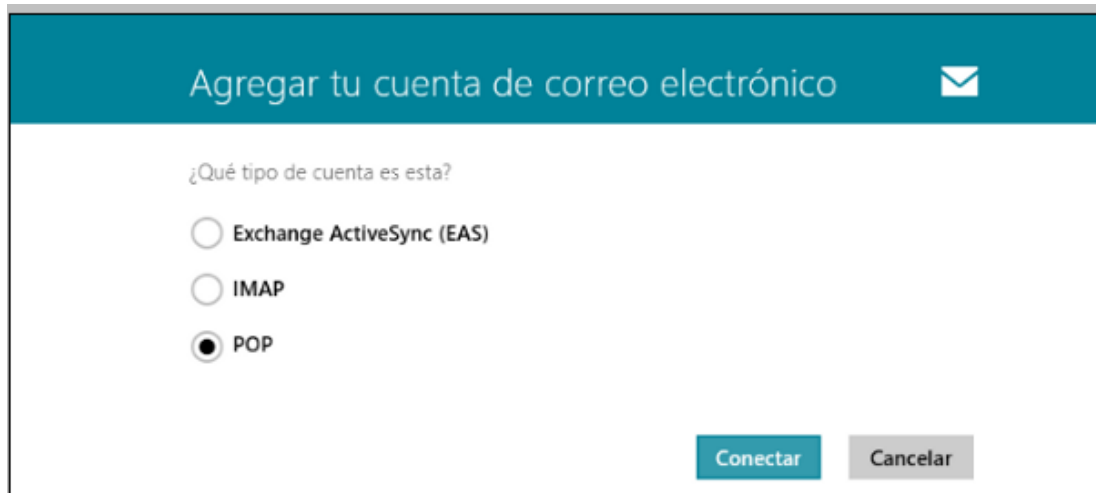 Agregar tu cuenta de correo electrónico
¿Qué tipo de cuenta es esta?
Exchange ActiveSync (EAS)
IMAP
POP
Conectar Cancelar